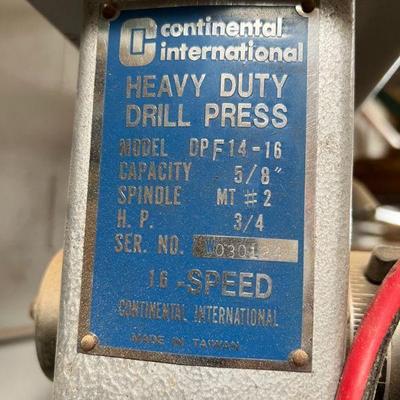 continental
international
HEAVY DUTY
DRILL PRESS
MODEL DPF14-16
CAPACITY 5/8"
SPINDLE MT #2
H.P. 3/4
SER. NO.
16-SPEED
CONTINENTAL INTERNATIONAL
MADE IN TAIWAN